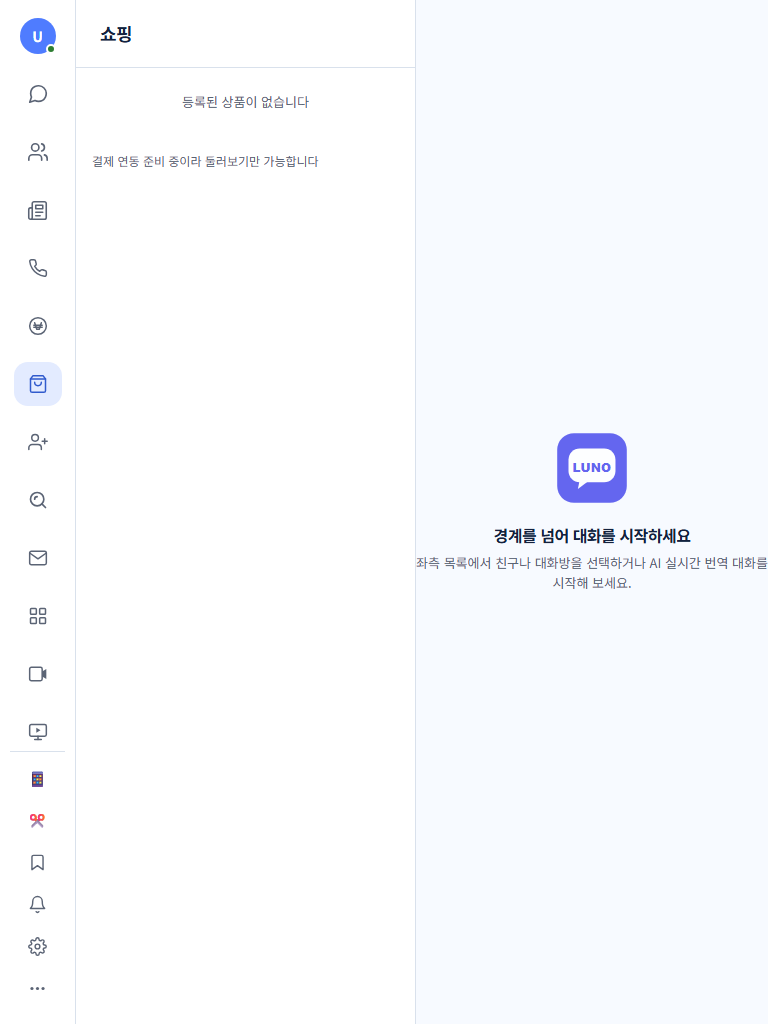 U
쇼핑
등록된 상품이 없습니다
결제 연동 준비 중이라 둘러보기만 가능합니다
LUNO
경계를 넘어 대화를 시작하세요
좌측 목록에서 친구나 대화방을 선택하거나 AI 실시간 번역 대화를
시작해 보세요.